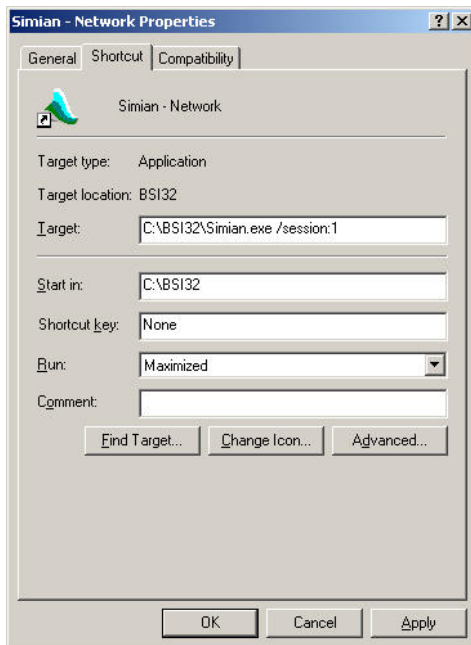 Simian - Network Properties
General Shortcut Compatibility
Simian - Network
Target type: Application
Target location: BSI32
Target: C:\BSI32\Simian.exe /session:1
Start in: C:\BSI32
Shortcut key: None
Run: Maximized
Comment:
Find Target... Change Icon... Advanced...
OK Cancel Apply